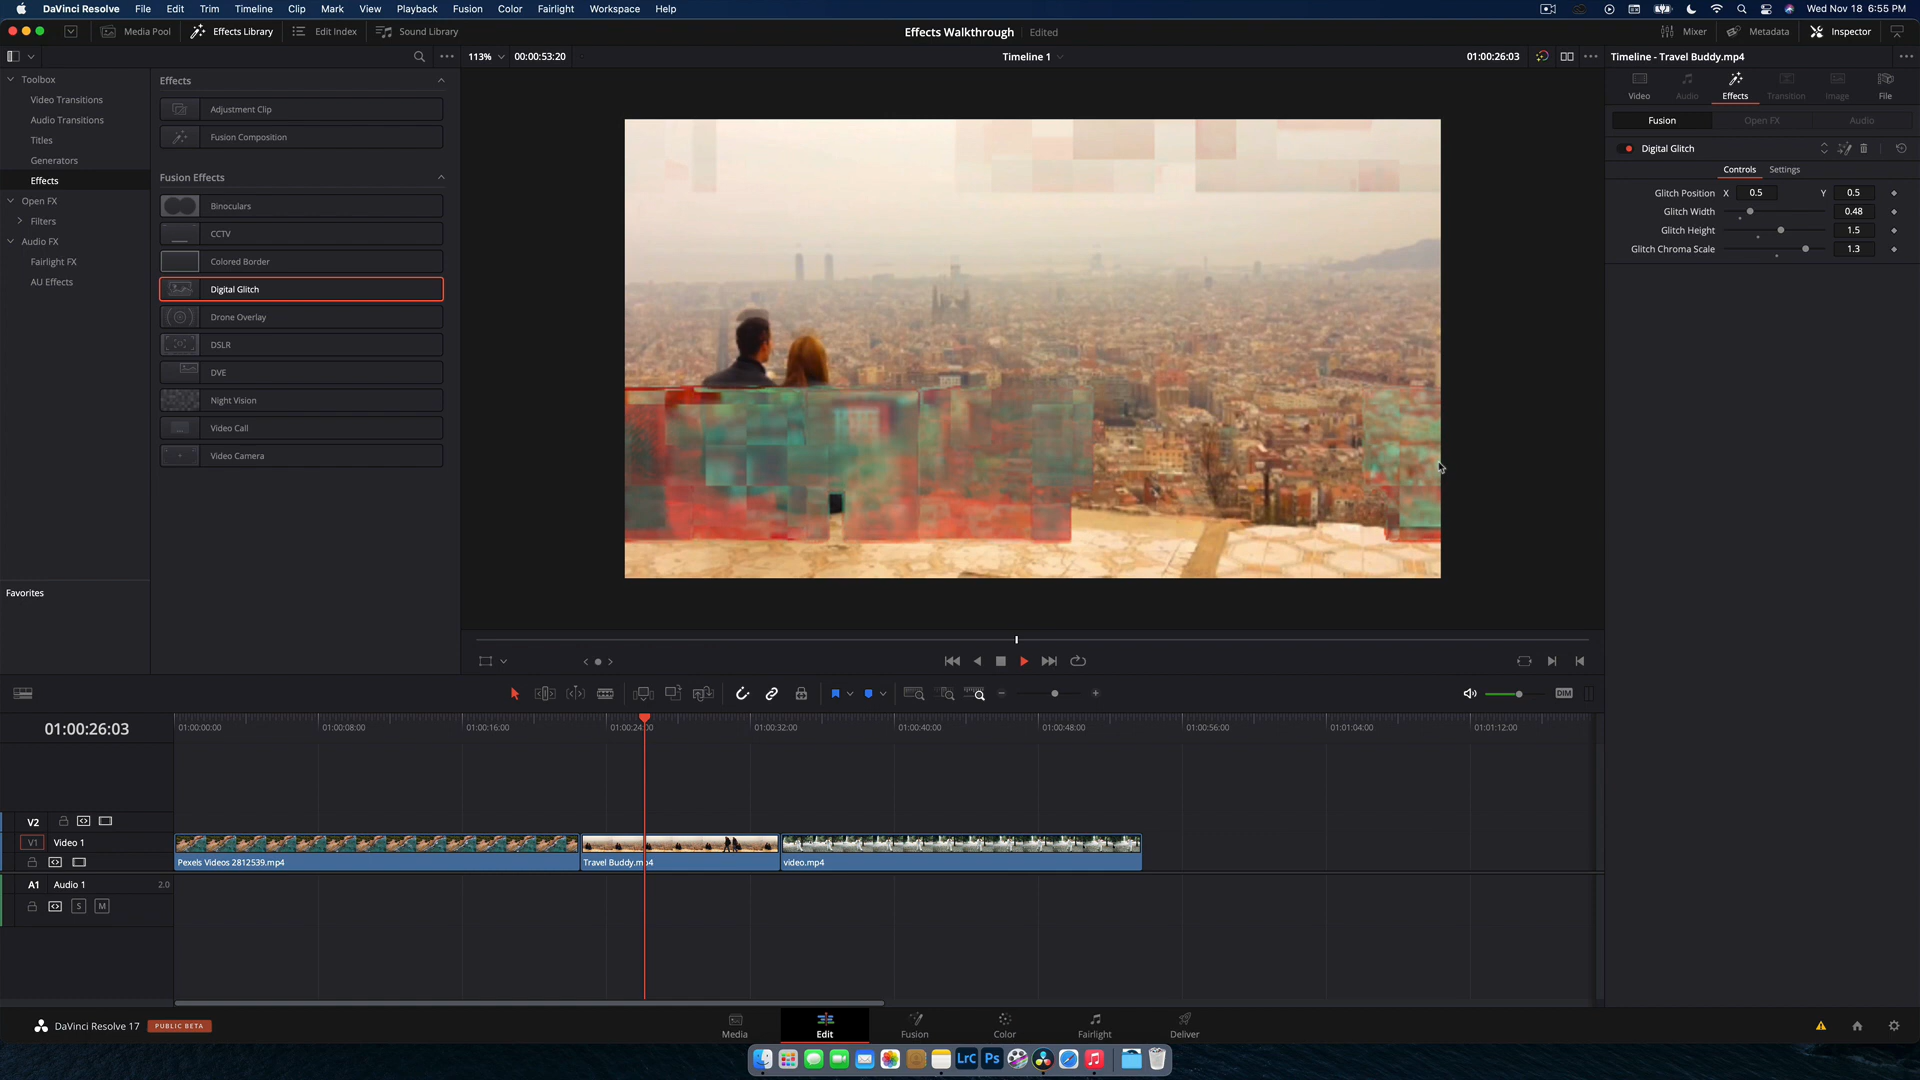 DaVinci Resolve File Edit Trim Timeline Clip Mark View Playback Fusion Color Fairlight Workspace Help Wed Nov 18 6:55 PM
Media Pool Effects Library Edit Index Sound Library Effects Walkthrough Edited Mixer Metadata Inspector
113% 00:00:53:20 Timeline 1 01:00:26:03 Timeline - Travel Buddy.mp4
Toolbox
Video Transitions
Audio Transitions
Titles
Generators
Effects
Open FX
Filters
Audio FX
Fairlight FX
AU Effects
Favorites
Effects
Adjustment Clip
Fusion Composition
Fusion Effects
Binoculars
CCTV
Colored Border
Digital Glitch
Drone Overlay
DSLR
DVE
Night Vision
Video Call
Video Camera
Video Audio Effects Transition Image File
Fusion Open FX Audio
Digital Glitch
Controls Settings
Glitch Position X 0.5 Y 0.5
Glitch Width 0.48
Glitch Height 1.5
Glitch Chroma Scale 1.3
DIM
01:00:26:03
01:00:00:00 01:00:08:00 01:00:16:00 01:00:24:00 01:00:32:00 01:00:40:00 01:00:48:00 01:00:56:00 01:01:04:00 01:01:12:00
V2
V1 Video 1
Pexels Videos 2812539.mp4 Travel Buddy.mp4 video.mp4
A1 Audio 1 2.0
S M
DaVinci Resolve 17 PUBLIC BETA
Media Edit Fusion Color Fairlight Deliver
LrC Ps